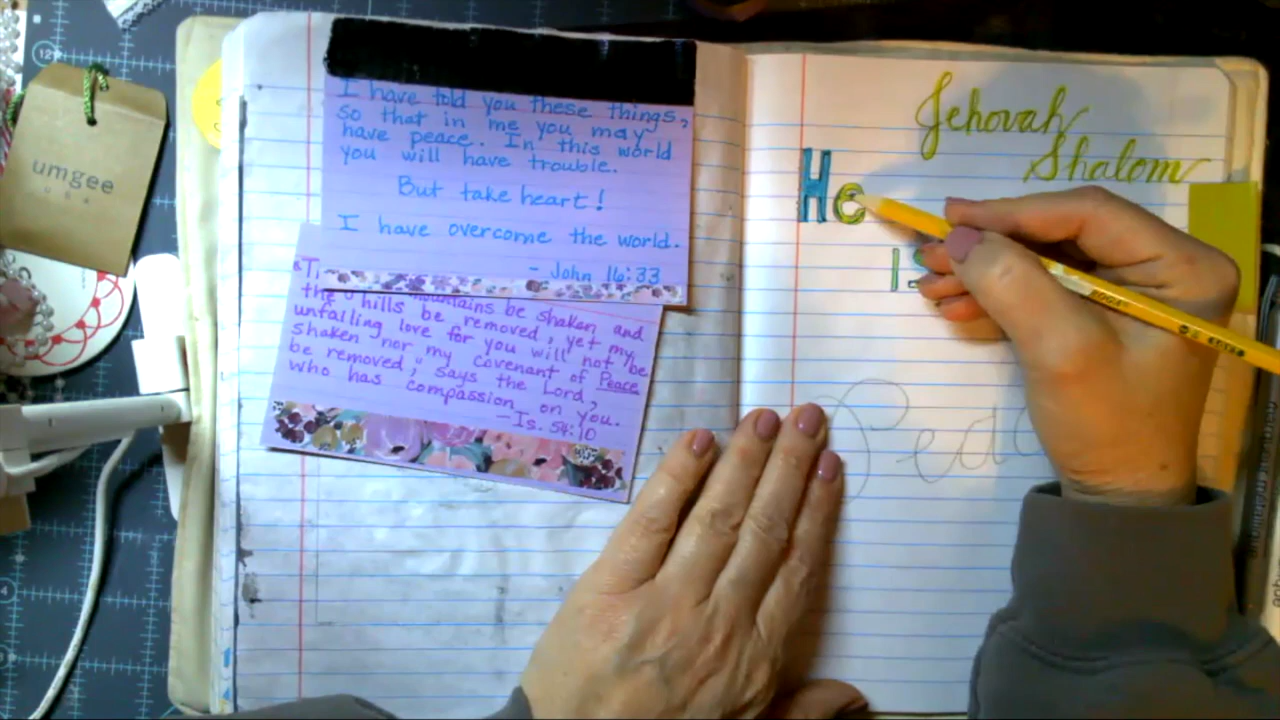 umgee
USA
I have told you these things,
so that in me you may
have peace. In this world
you will have trouble.
But take heart!
I have overcome the world.
- John 16:33
mountains be shaken and
the hills be removed, yet my
unfailing love for you will not be
shaken nor my covenant of Peace
be removed," says the Lord,
who has compassion on you.
-Is. 54:10
Jehovah
Shalom
He
Is